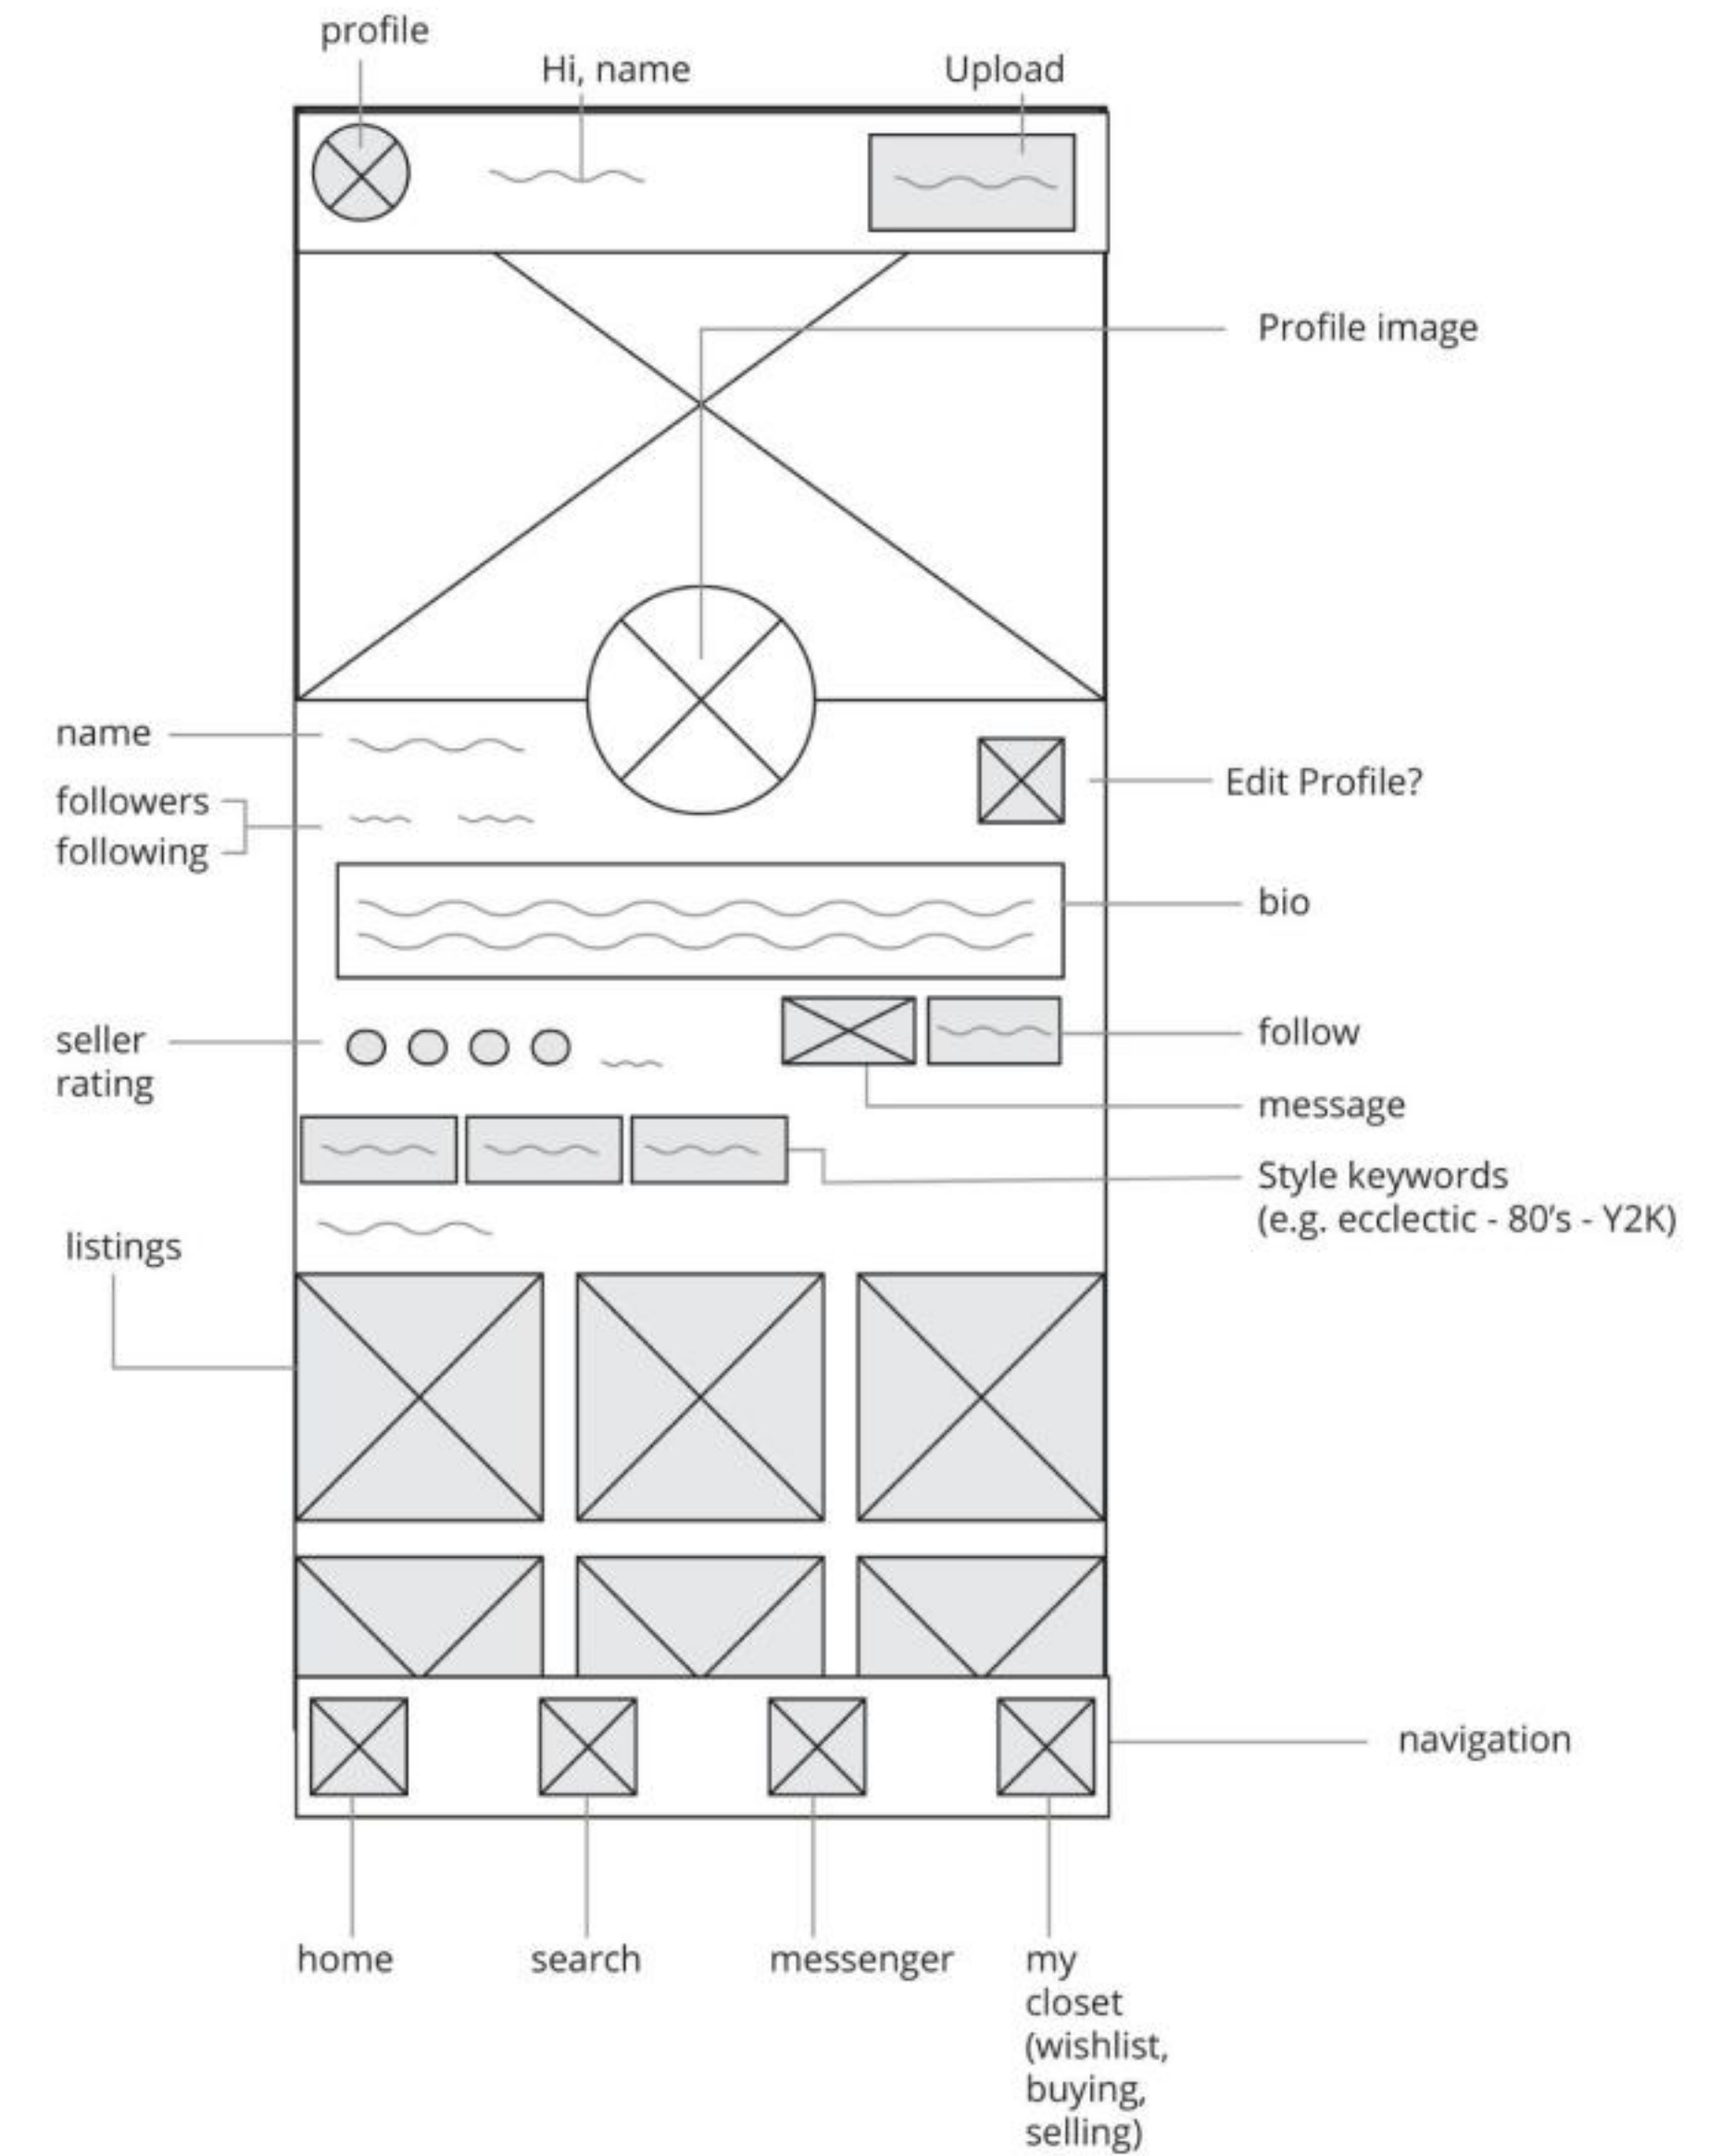 profile
Hi, name
Upload
Profile image
name
followers
following
Edit Profile?
bio
seller
rating
follow
message
Style keywords
(e.g. ecclectic - 80's - Y2K)
listings
navigation
home
search
messenger
my
closet
(wishlist,
buying,
selling)